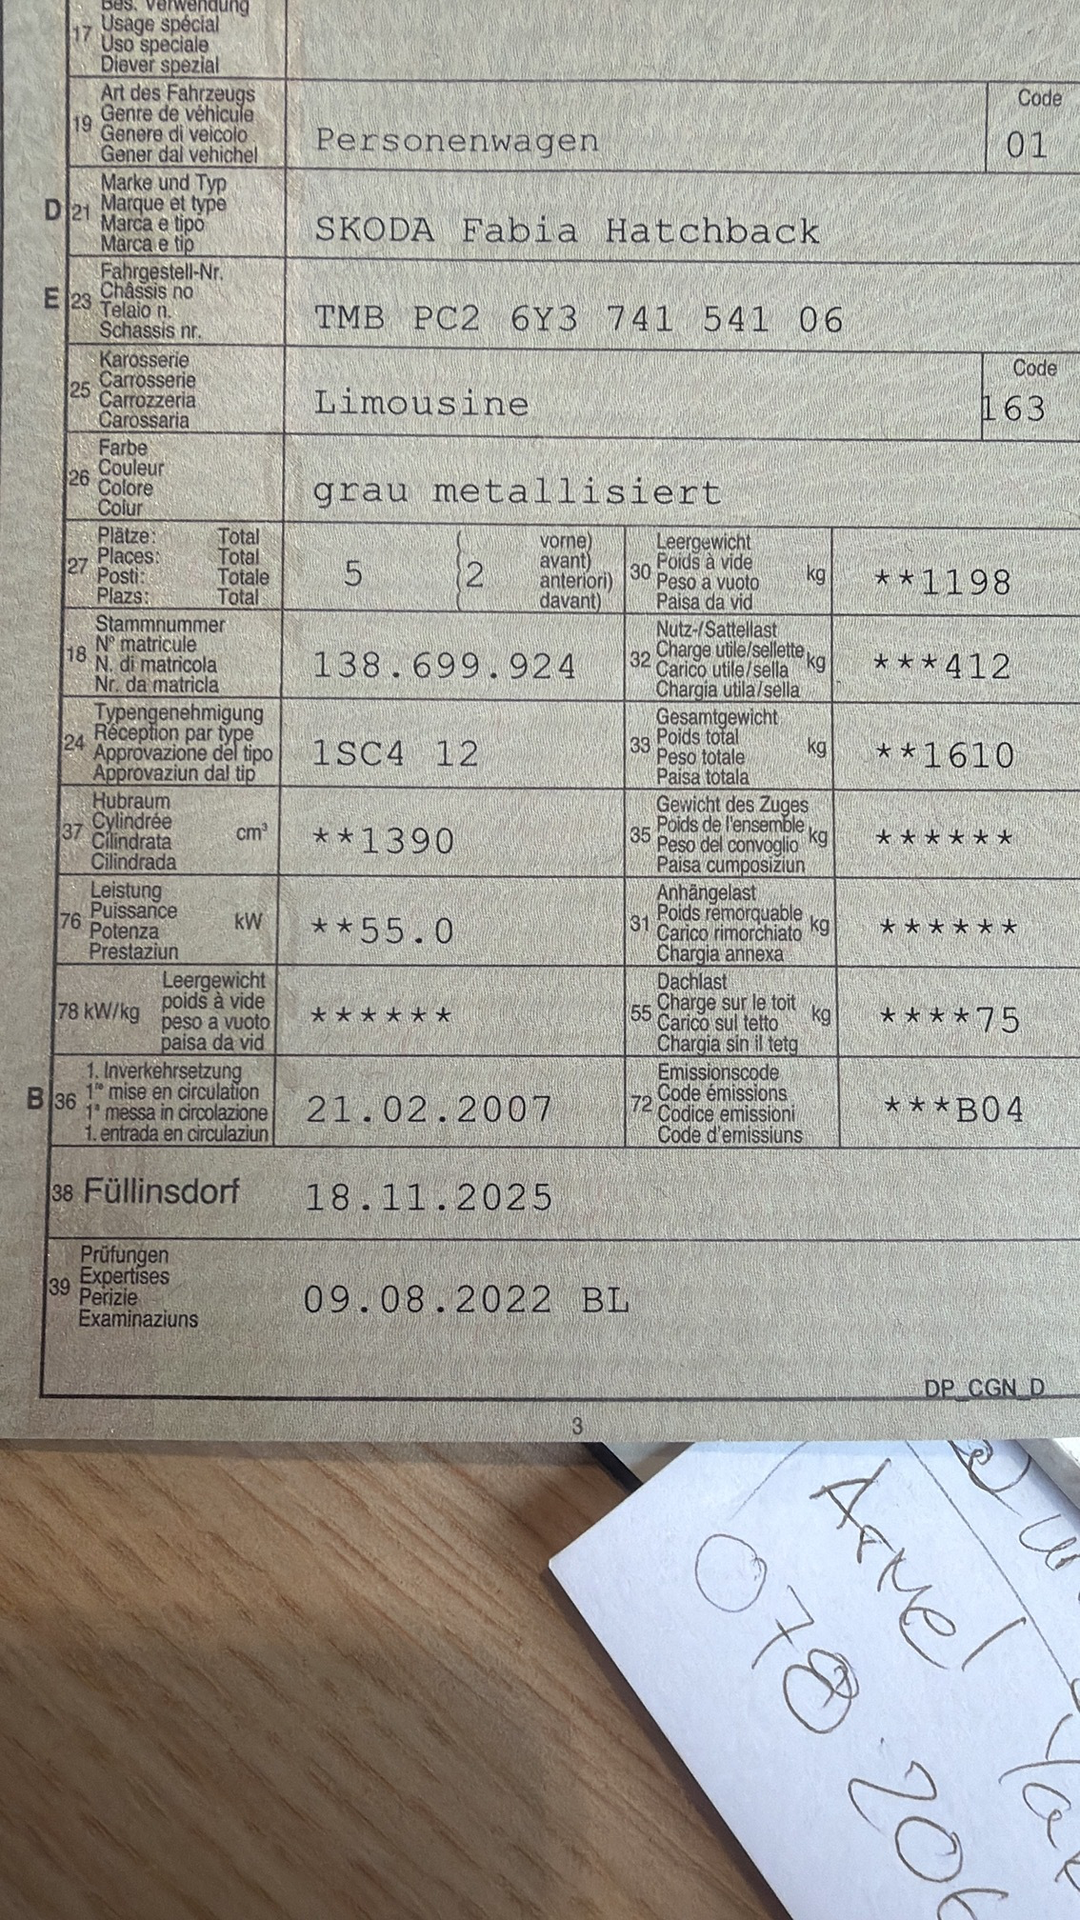 Bes. Verwendung
17 Usage spécial
Uso speciale
Diever spezial
Art des Fahrzeugs
Genre de véhicule
19 Genere di veicolo
Gener dal vehichel
Personenwagen
Code
01
Marke und Typ
D 21 Marque et type
Marca e tipo
Marca e tip
SKODA Fabia Hatchback
Fahrgestell-Nr.
E 23 Châssis no
Telaio n.
Schassis nr.
TMB PC2 6Y3 741 541 06
Karosserie
25 Carrosserie
Carrozzeria
Carossaria
Limousine
Code
163
Farbe
26 Couleur
Colore
Colur
grau metallisiert
Plätze: Total
27 Places: Total
Posti: Totale
Plazs: Total
5 2
vorne)
avant)
anteriori)
davant)
Leergewicht
30 Poids à vide kg
Peso a vuoto
Paisa da vid
**1198
Stammnummer
18 N° matricule
N. di matricola
Nr. da matricla
138.699.924
Nutz-/Sattellast
32 Charge utile/sellette kg
Carico utile/sella
Chargia utila/sella
***412
Typengenehmigung
24 Réception par type
Approvazione del tipo
Approvaziun dal tip
1SC4 12
Gesamtgewicht
33 Poids total kg
Peso totale
Paisa totala
**1610
Hubraum
37 Cylindrée cm³
Cilindrata
Cilindrada
**1390
Gewicht des Zuges
35 Poids de l'ensemble kg
Peso del convoglio
Paisa cumposiziun
******
Leistung
76 Puissance kW
Potenza
Prestaziun
**55.0
Anhängelast
31 Poids remorquable kg
Carico rimorchiato
Chargia annexa
******
Leergewicht
78 kW/kg poids à vide
peso a vuoto
paisa da vid
******
Dachlast
55 Charge sur le toit kg
Carico sul tetto
Chargia sin il tetg
****75
1. Inverkehrsetzung
B 36 1re mise en circulation
1a messa in circolazione
1. entrada en circulaziun
21.02.2007
Emissionscode
72 Code émissions
Codice emissioni
Code d'emissiuns
***B04
38 Füllinsdorf 18.11.2025
Prüfungen
39 Expertises
Perizie
Examinaziuns
09.08.2022 BL
DP_CGN_D
3
078 206